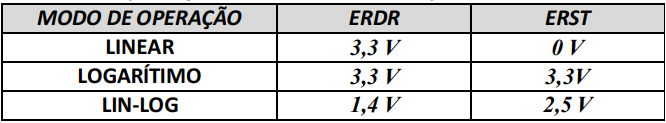 MODO DE OPERAÇÃO ERDR ERST
LINEAR 3,3 V 0 V
LOGARÍTIMO 3,3 V 3,3V
LIN-LOG 1,4 V 2,5 V